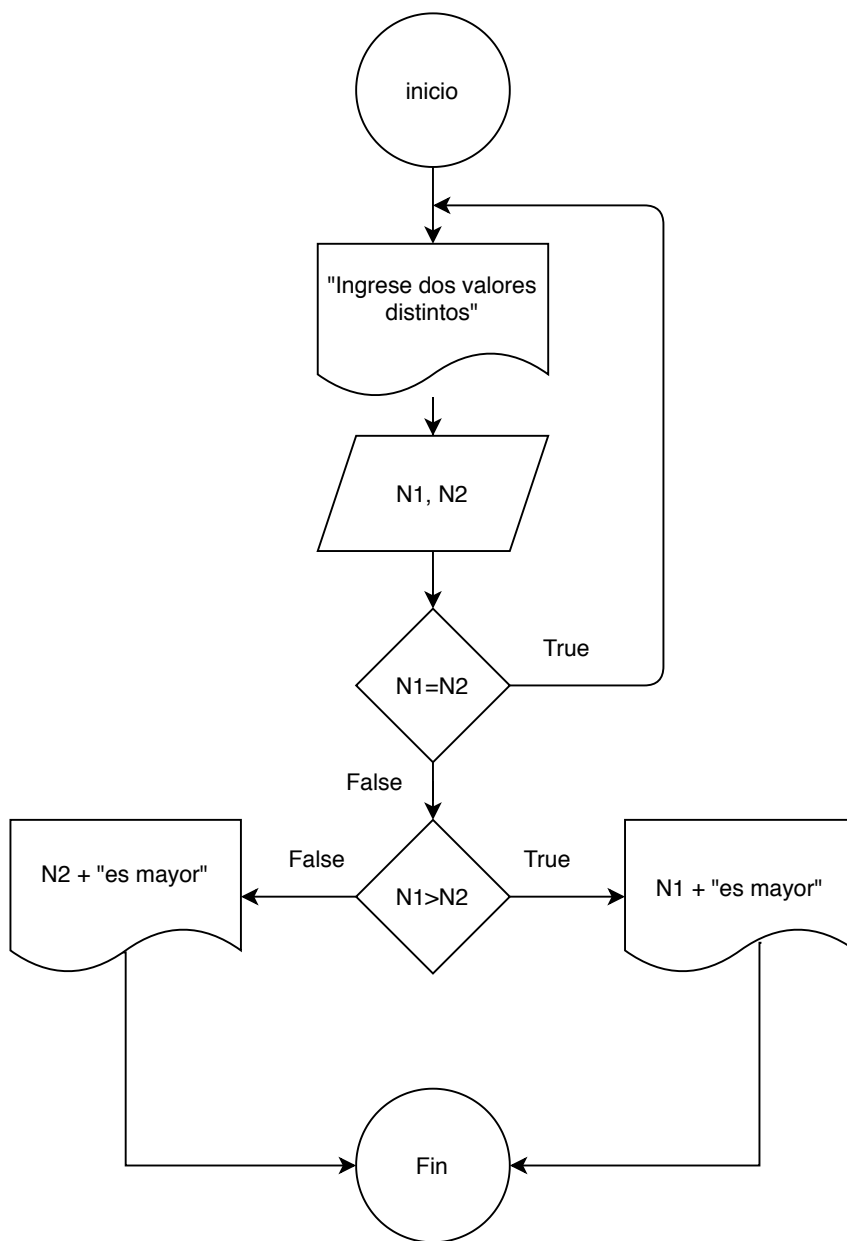 inicio
"Ingrese dos valores
distintos"
N1, N2
True
N1=N2
False
False
True
N2 + "es mayor"
N1>N2
N1 + "es mayor"
Fin